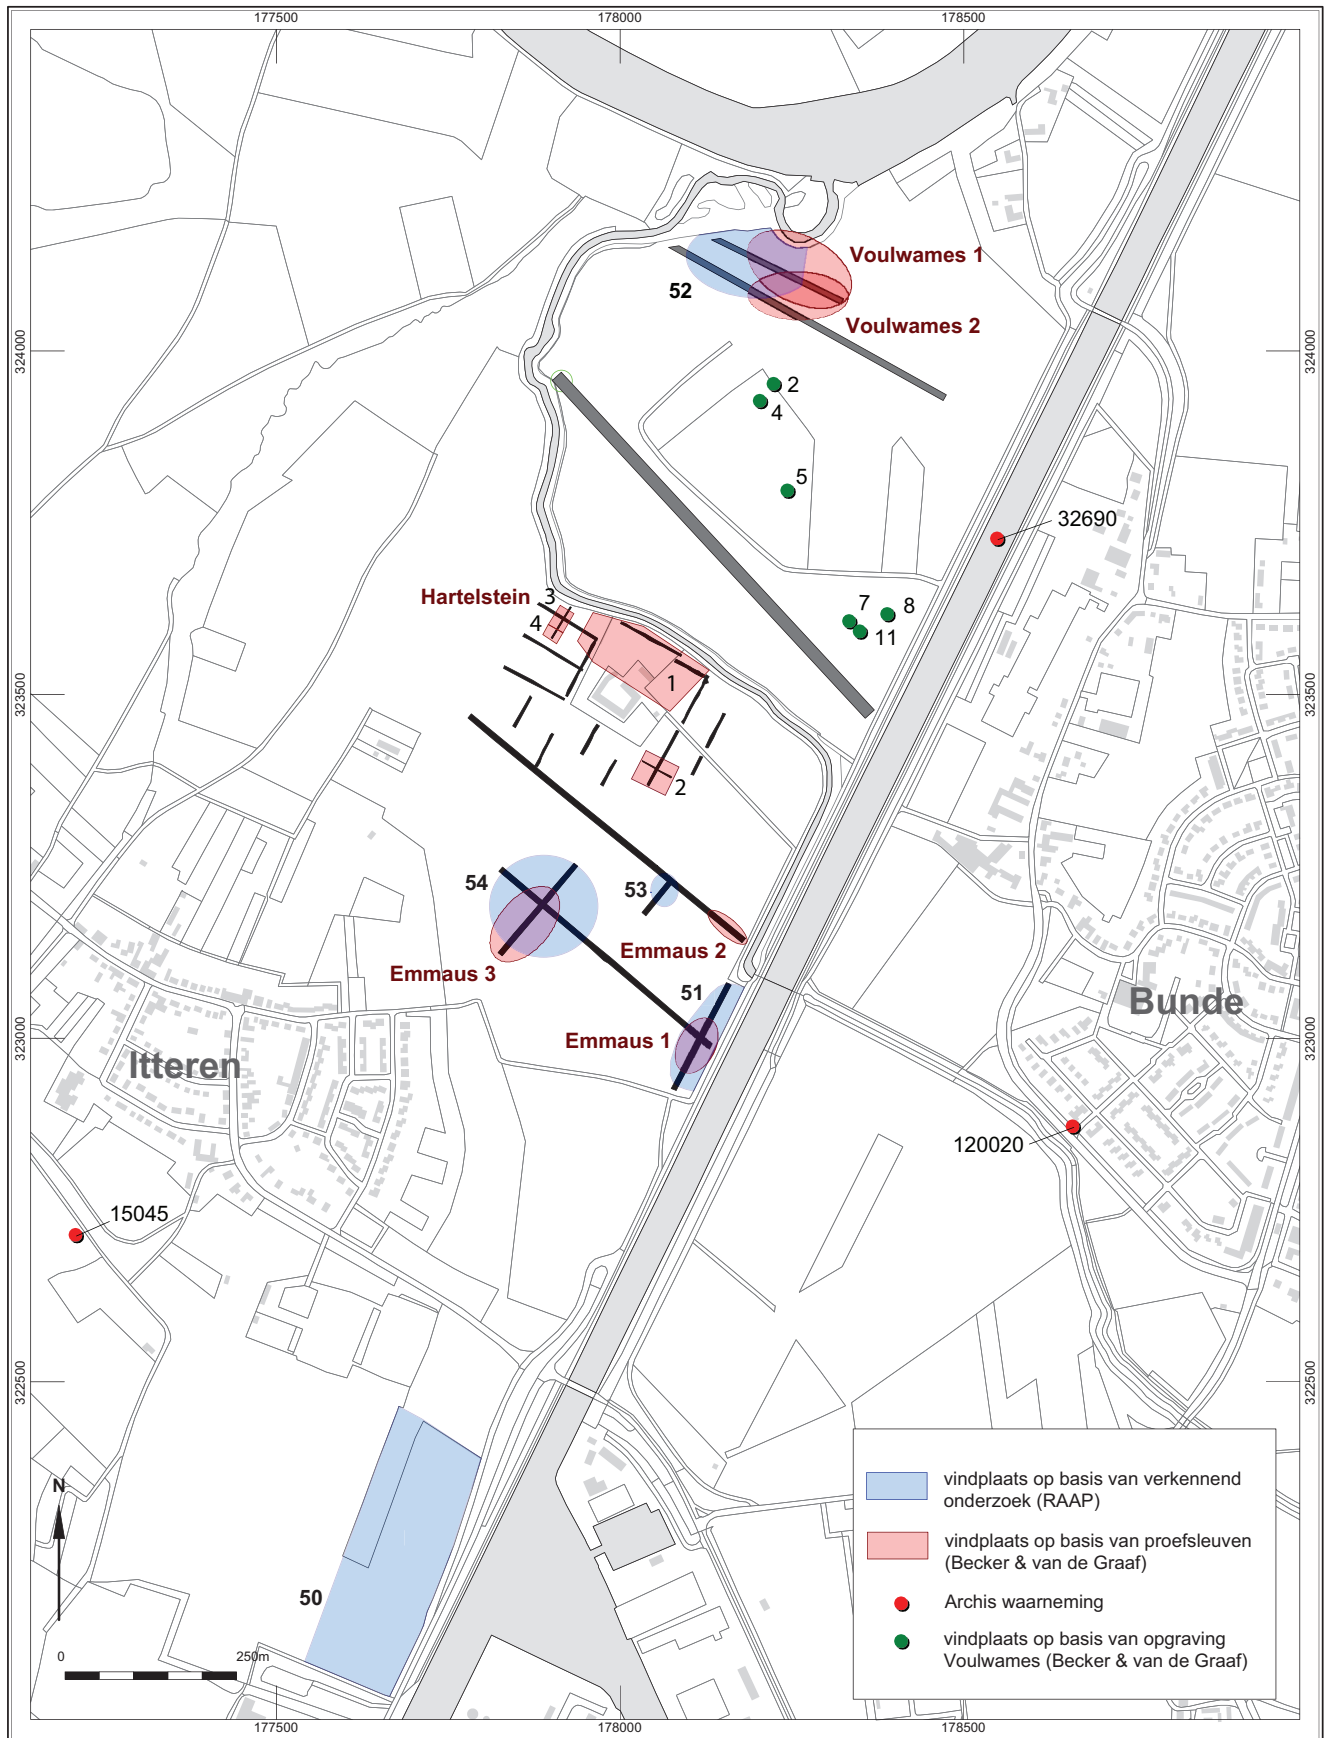 177500
178000
178500
324000
324000
323500
323500
323000
323000
322500
322500
177500
178000
178500
Voulwames 1
52
Voulwames 2
2
4
5
32690
7
8
11
Hartelstein
3
4
1
2
54
53
Emmaus 2
Emmaus 3
51
Emmaus 1
Bunde
Itteren
120020
15045
50
N
0
250m
vindplaats op basis van verkennend
onderzoek (RAAP)
vindplaats op basis van proefsleuven
(Becker & van de Graaf)
Archis waarneming
vindplaats op basis van opgraving
Voulwames (Becker & van de Graaf)